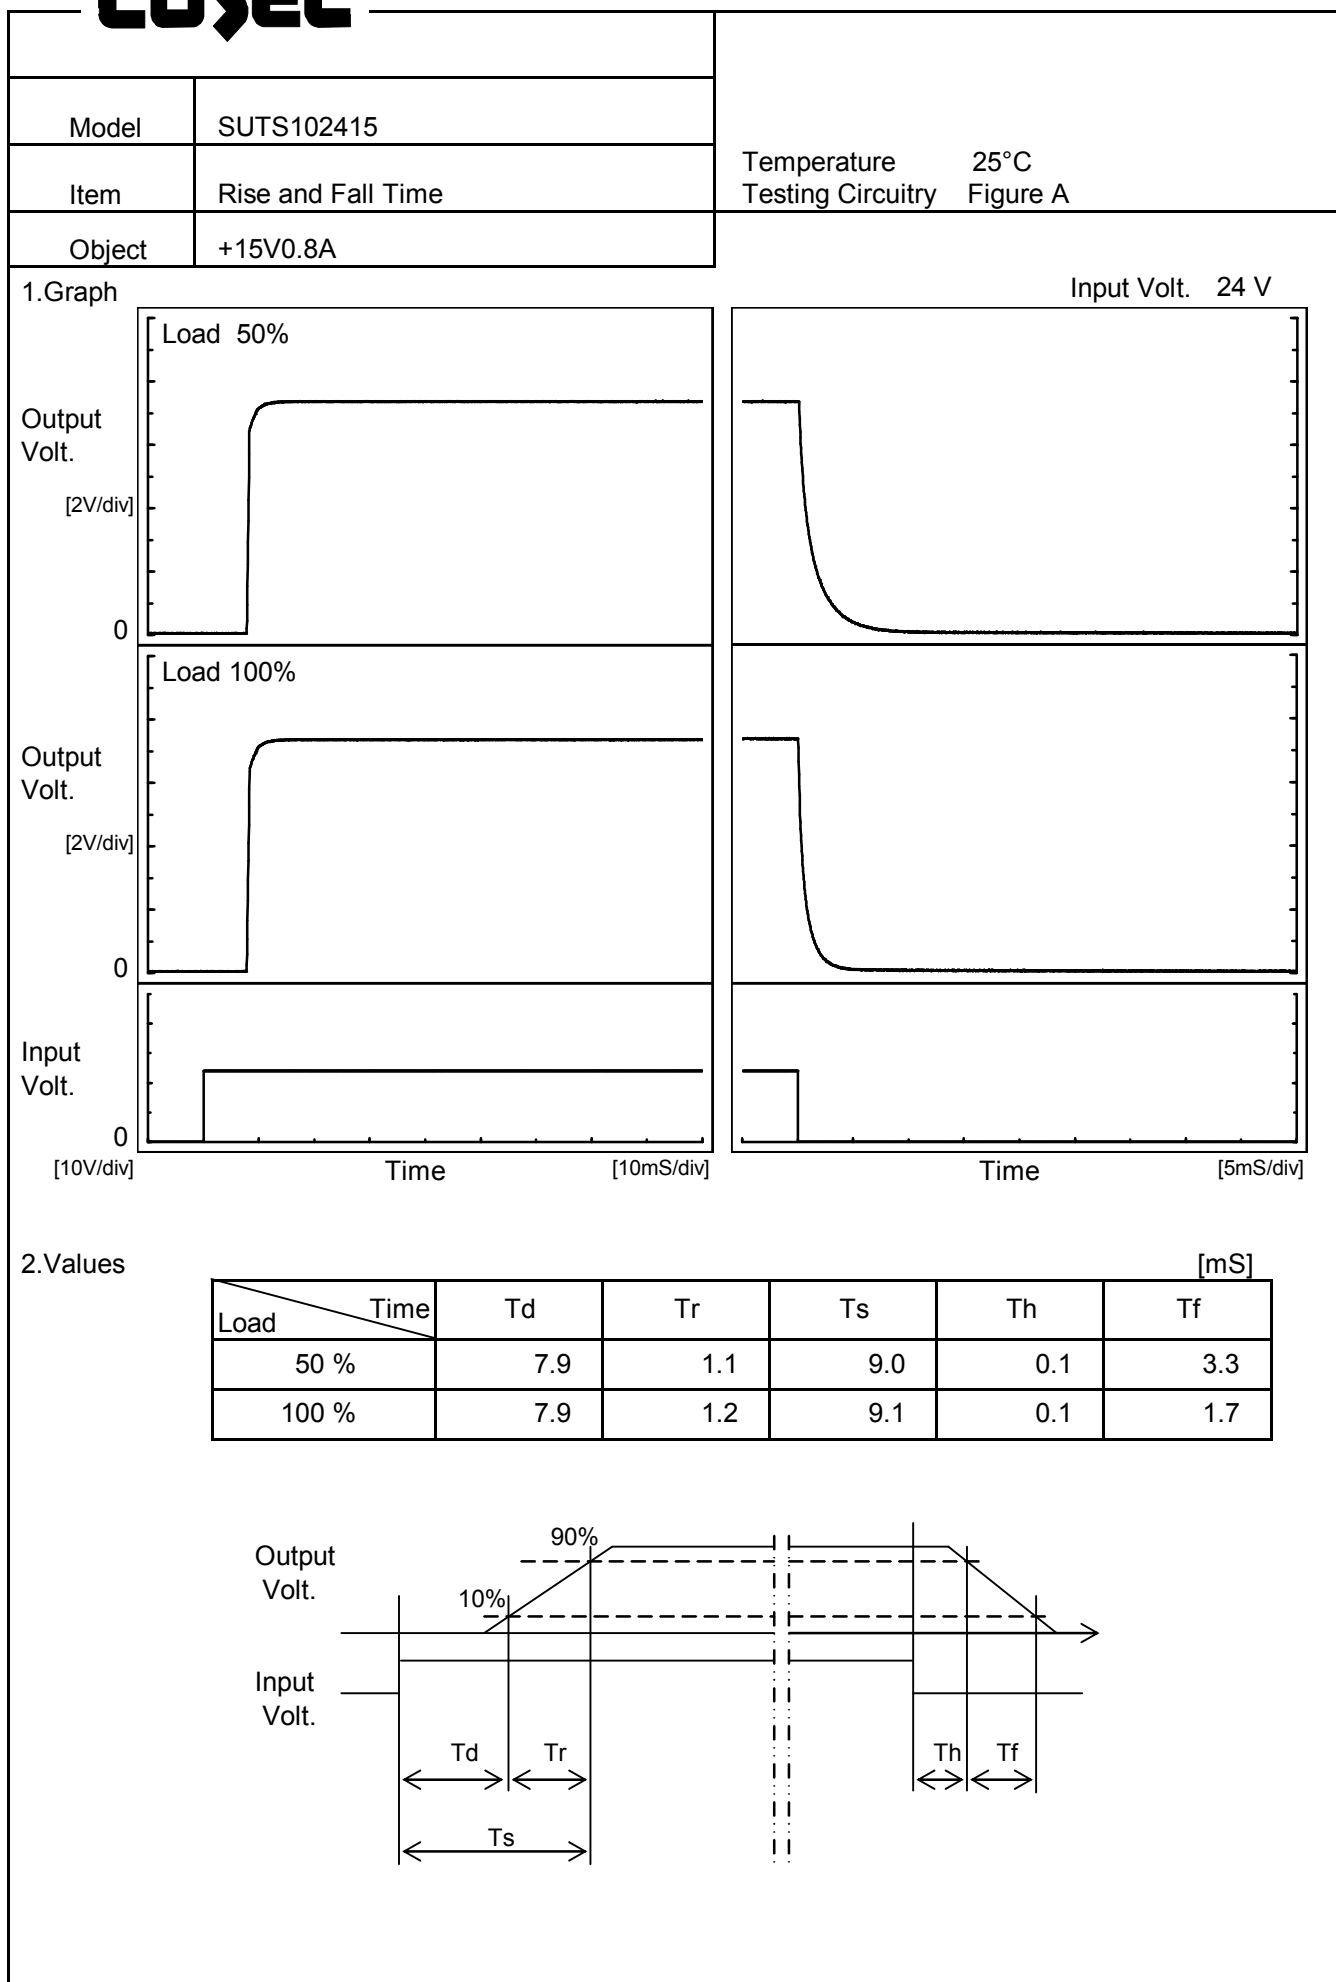 Model SUTS102415
Temperature 25°C
Item Rise and Fall Time Testing Circuitry Figure A
Object +15V0.8A
1.Graph Input Volt. 24 V
Load 50%
Output
Volt.
[2V/div]
0
Load 100%
Output
Volt.
[2V/div]
0
Input
Volt.
0
[10V/div] Time [10mS/div] Time [5mS/div]
2.Values [mS]
Time Td Tr Ts Th Tf
Load
50 % 7.9 1.1 9.0 0.1 3.3
100 % 7.9 1.2 9.1 0.1 1.7
90%
Output
Volt.
10%
Input
Volt.
Td Tr Th Tf
Ts